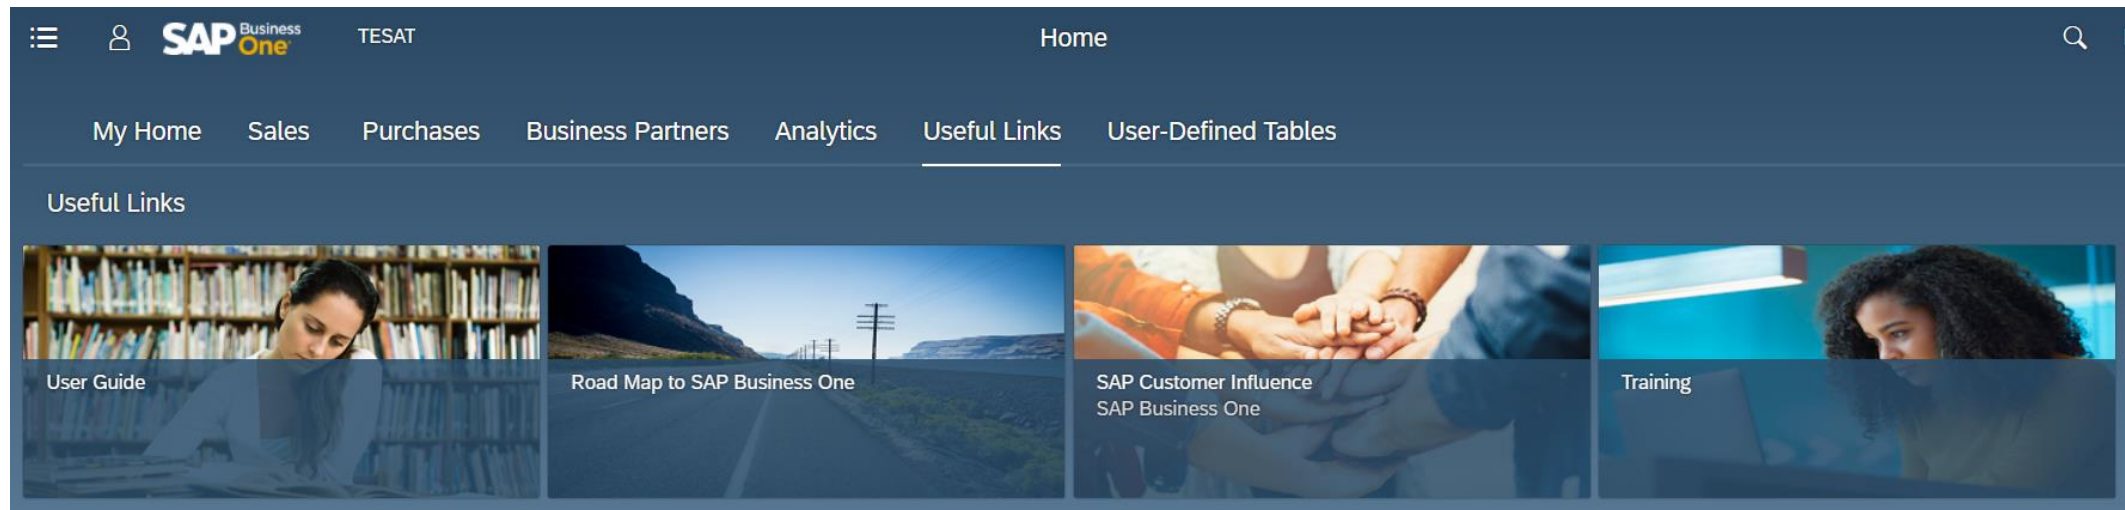 SAP Business One
TESAT
Home
My Home Sales Purchases Business Partners Analytics Useful Links User-Defined Tables
Useful Links
User Guide
Road Map to SAP Business One
SAP Customer Influence
SAP Business One
Training